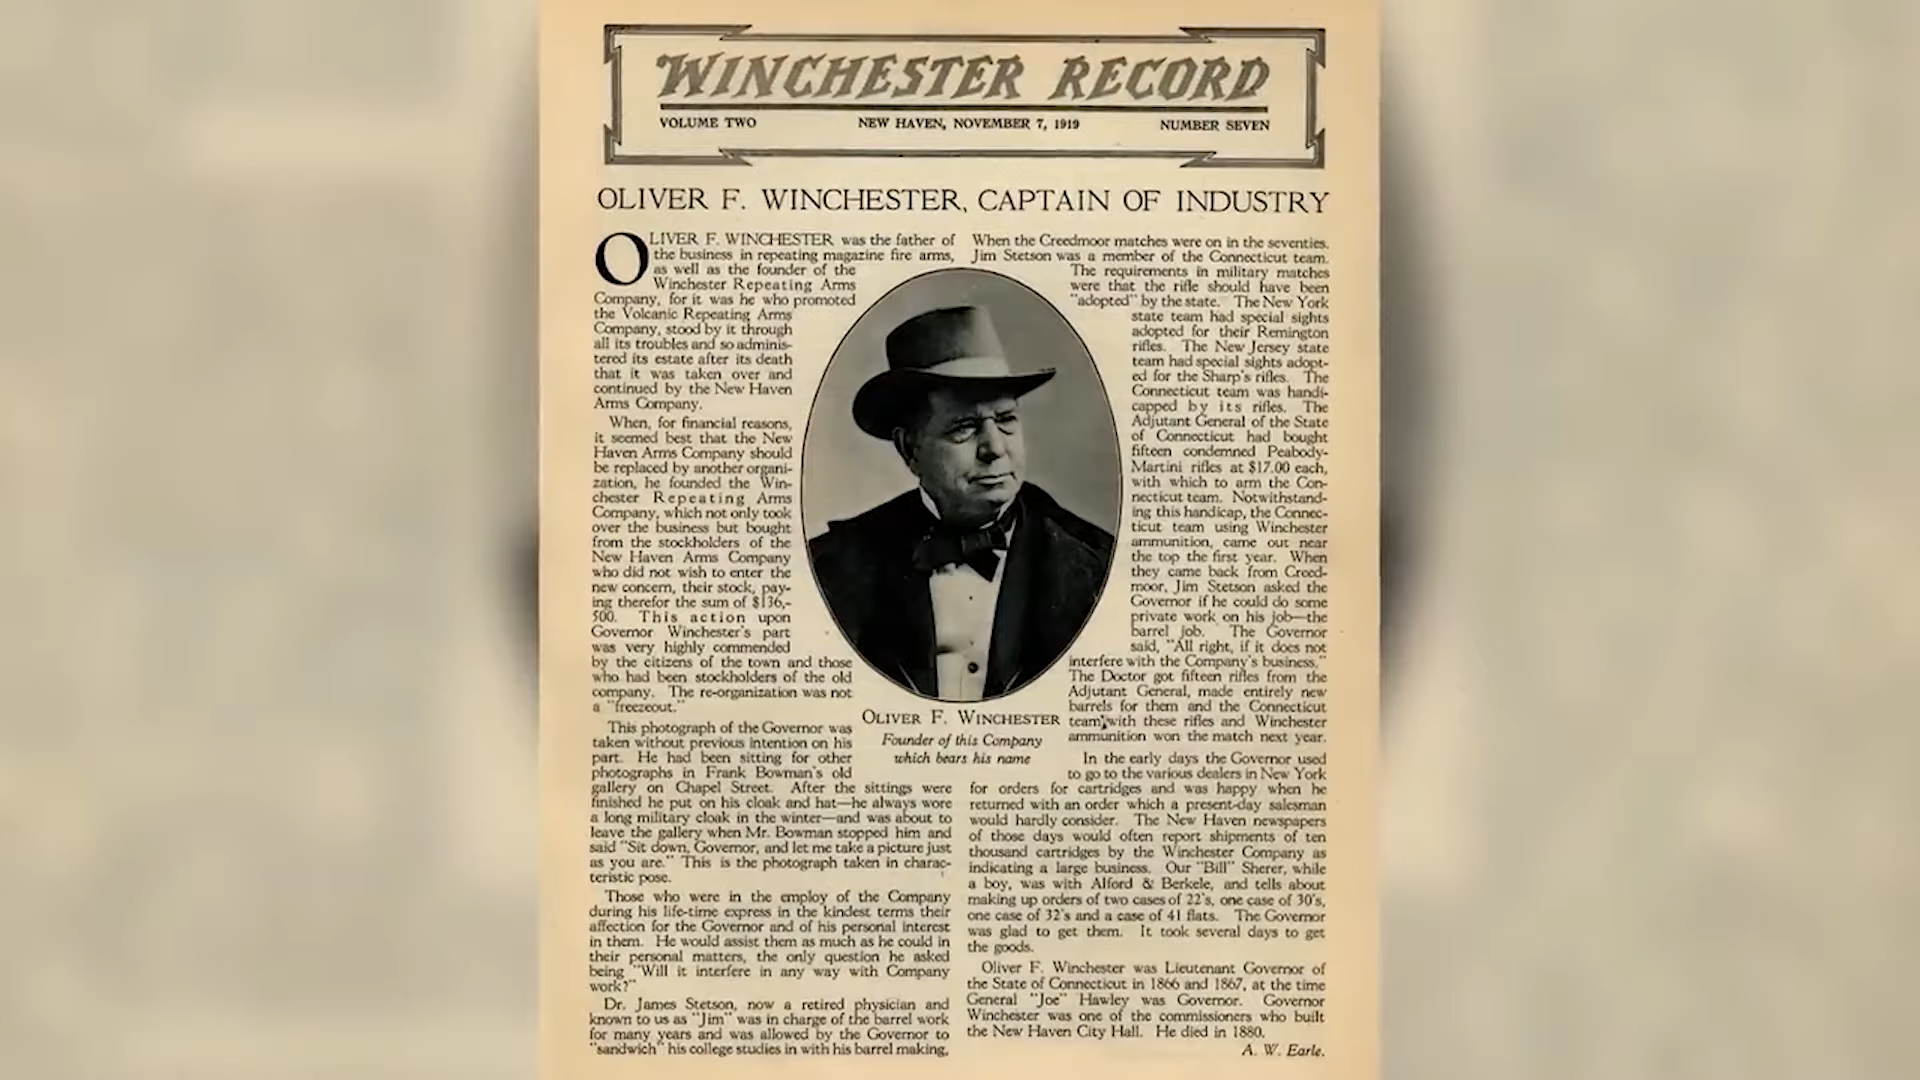 WINCHESTER RECORD
VOLUME TWO
NEW HAVEN, NOVEMBER 7, 1919
NUMBER SEVEN
OLIVER F. WINCHESTER, CAPTAIN OF INDUSTRY
OLIVER F. WINCHESTER was the father of
the business in repeating magazine fire arms,
as well as the founder of the
Winchester Repeating Arms
Company, for it was he who promoted
the Volcanic Repeating Arms
Company, stood by it through
all its troubles and so adminis-
tered its estate after its death
that it was taken over and
continued by the New Haven
Arms Company.
When, for financial reasons,
it seemed best that the New
Haven Arms Company should
be replaced by another organi-
zation, he founded the Win-
chester Repeating Arms
Company, which not only took
over the business but bought
from the stockholders of the
New Haven Arms Company
who did not wish to enter the
new concern, their stock, pay-
ing therefor the sum of $136,-
500. This action upon
Governor Winchester's part
was very highly commended
by the citizens of the town and those
who had been stockholders of the old
company. The re-organization was not
a "freezeout."
This photograph of the Governor was
taken without previous intention on his
part. He had been sitting for other
photographs in Frank Bowman's old
gallery on Chapel Street. After the sittings were
finished he put on his cloak and hat—he always wore
a long military cloak in the winter—and was about to
leave the gallery when Mr. Bowman stopped him and
said "Sit down, Governor, and let me take a picture just
as you are." This is the photograph taken in charac-
teristic pose.
Those who were in the employ of the Company
during his life-time express in the kindest terms their
affection for the Governor and of his personal interest
in them. He would assist them as much as he could in
their personal matters, the only question he asked
being "Will it interfere in any way with Company
work?"
Dr. James Stetson, now a retired physician and
known to us as "Jim" was in charge of the barrel work
for many years and was allowed by the Governor to
"sandwich" his college studies in with his barrel making,
OLIVER F. WINCHESTER
Founder of this Company
which bears his name
When the Creedmoor matches were on in the seventies.
Jim Stetson was a member of the Connecticut team.
The requirements in military matches
were that the rifle should have been
"adopted" by the state. The New York
state team had special sights
adopted for their Remington
rifles. The New Jersey state
team had special sights adopt-
ed for the Sharp's rifles. The
Connecticut team was handi-
capped by its rifles. The
Adjutant General of the State
of Connecticut had bought
fifteen condemned Peabody-
Martini rifles at $17.00 each,
with which to arm the Con-
necticut team. Notwithstand-
ing this handicap, the Connec-
ticut team using Winchester
ammunition, came out near
the top the first year. When
they came back from Creed-
moor, Jim Stetson asked the
Governor if he could do some
private work on his job—the
barrel job. The Governor
said, "All right, if it does not
interfere with the Company's business."
The Doctor got fifteen rifles from the
Adjutant General, made entirely new
barrels for them and the Connecticut
team with these rifles and Winchester
ammunition won the match next year.
In the early days the Governor used
to go to the various dealers in New York
for orders for cartridges and was happy when he
returned with an order which a present-day salesman
would hardly consider. The New Haven newspapers
of those days would often report shipments of ten
thousand cartridges by the Winchester Company as
indicating a large business. Our "Bill" Sherer, while
a boy, was with Alford & Berkele, and tells about
making up orders of two cases of 22's, one case of 30's,
one case of 32's and a case of 41 flats. The Governor
was glad to get them. It took several days to get
the goods.
Oliver F. Winchester was Lieutenant Governor of
the State of Connecticut in 1866 and 1867, at the time
General "Joe" Hawley was Governor. Governor
Winchester was one of the commissioners who built
the New Haven City Hall. He died in 1880.
A. W. Earle.